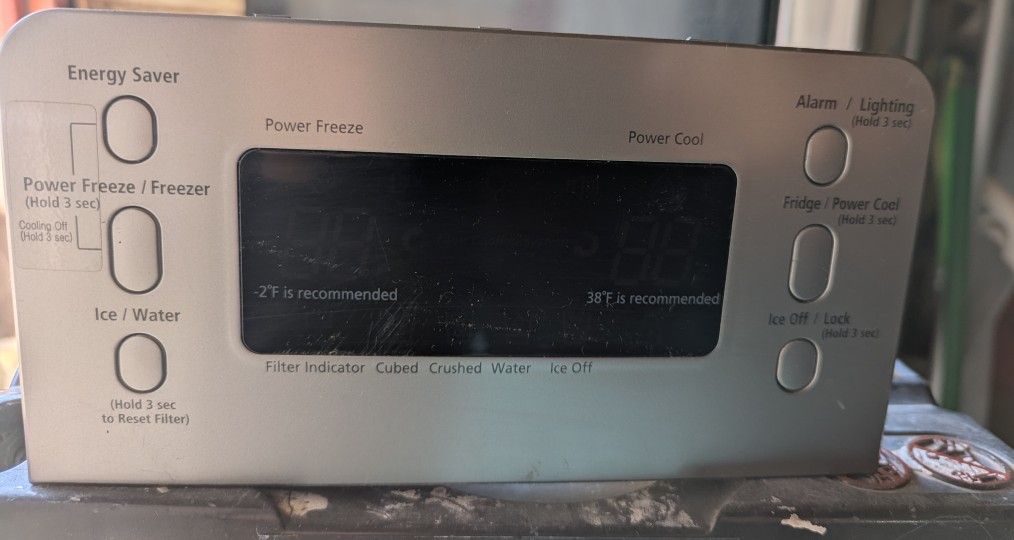 Energy Saver
Power Freeze / Freezer
(Hold 3 sec)
Cooling Off
(Hold 3 sec)
Ice / Water
(Hold 3 sec
to Reset Filter)
Power Freeze
Power Cool
-2°F is recommended
38°F is recommended
Filter Indicator Cubed Crushed Water Ice Off
Alarm / Lighting
(Hold 3 sec)
Fridge / Power Cool
(Hold 3 sec)
Ice Off / Lock
(Hold 3 sec)